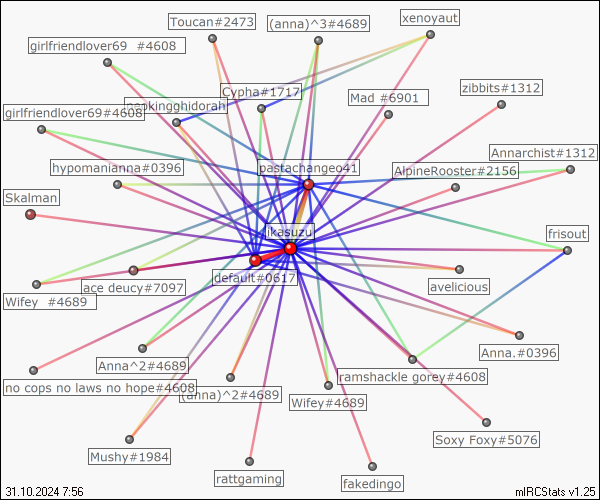 Toucan#2473
(anna)^3#4689
xenoyaut
girlfriendlover69 #4608
Cypha#1717
Mad #6901
zibbits#1312
girlfriendlover69#4608
Annarchist#1312
hypomanianna#0396
pastachangeo41
AlpineRooster#2156
Skalman
ikasuzu
frisout
default#0617
ace deucy#7097
avelicious
Wifey #4689
Anna^2#4689
Anna.#0396
ramshackle gorey#4608
no cops no laws no hope#4608
(anna)^2#4689
Wifey#4689
Soxy Foxy#5076
Mushy#1984
rattgaming
fakedingo
31.10.2024 7:56
mIRCStats v1.25